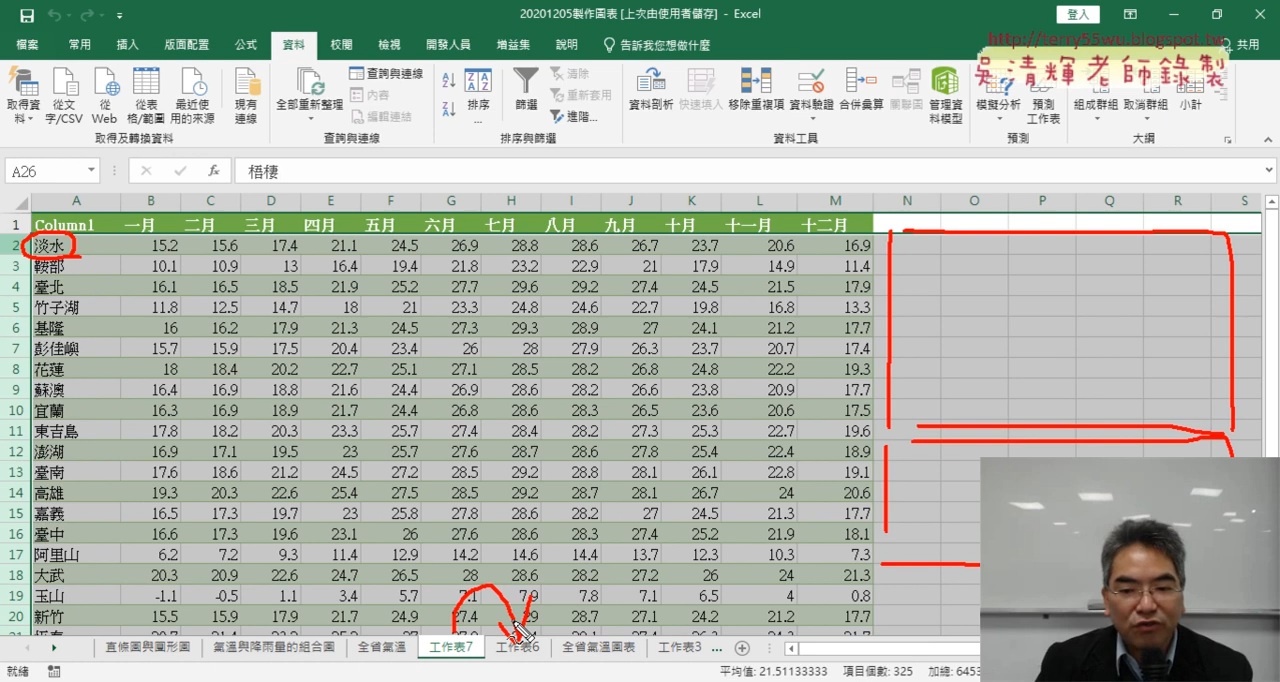 20201205製作圖表 [上次由使用者儲存] - Excel
登入
檔案 常用 插入 版面配置 公式 資料 校閱 檢視 開發人員 增益集 說明 告訴我您想做什麼 共用
http://terry55wu.blogspot.tw
吳清輝老師錄製
取得資料 從文字/CSV 從 Web 從表格/範圍 最近使用的來源 現有連線 全部重新整理 查詢與連線 內容 編輯連結 排序... 篩選 清除 重新套用 進階... 資料剖析 快速填入 移除重複項 資料驗證 合併彙算 關聯圖 管理資料模型 模擬分析 預測工作表 組成群組 取消群組 小計
取得及轉換資料 查詢與連線 排序與篩選 資料工具 預測 大綱
A26 fx 梧棲
A B C D E F G H I J K L M N O P Q R S
1 Column1 一月 二月 三月 四月 五月 六月 七月 八月 九月 十月 十一月 十二月
2 淡水 15.2 15.6 17.4 21.1 24.5 26.9 28.8 28.6 26.7 23.7 20.6 16.9
3 鞍部 10.1 10.9 13 16.4 19.4 21.8 23.2 22.9 21 17.9 14.9 11.4
4 臺北 16.1 16.5 18.5 21.9 25.2 27.7 29.6 29.2 27.4 24.5 21.5 17.9
5 竹子湖 11.8 12.5 14.7 18 21 23.3 24.8 24.6 22.7 19.8 16.8 13.3
6 基隆 16 16.2 17.9 21.3 24.5 27.3 29.3 28.9 27 24.1 21.2 17.7
7 彭佳嶼 15.7 15.9 17.5 20.4 23.4 26 28 27.9 26.3 23.7 20.7 17.4
8 花蓮 18 18.4 20.2 22.7 25.1 27.1 28.5 28.2 26.8 24.8 22.2 19.3
9 蘇澳 16.4 16.9 18.8 21.6 24.4 26.9 28.6 28.2 26.6 23.8 20.9 17.7
10 宜蘭 16.3 16.9 18.9 21.7 24.4 26.8 28.6 28.3 26.5 23.6 20.6 17.5
11 東吉島 17.8 18.2 20.3 23.3 25.7 27.4 28.4 28.2 27.3 25.3 22.7 19.6
12 澎湖 16.9 17.1 19.5 23 25.7 27.6 28.7 28.6 27.8 25.4 22.4 18.9
13 臺南 17.6 18.6 21.2 24.5 27.2 28.5 29.2 28.8 28.1 26.1 22.8 19.1
14 高雄 19.3 20.3 22.6 25.4 27.5 28.5 29.2 28.7 28.1 26.7 24 20.6
15 嘉義 16.5 17.3 19.7 23 25.8 27.8 28.6 28.2 27 24.5 21.3 17.7
16 臺中 16.6 17.3 19.6 23.1 26 27.6 28.6 28.3 27.4 25.2 21.9 18.1
17 阿里山 6.2 7.2 9.3 11.4 12.9 14.2 14.6 14.4 13.7 12.3 10.3 7.3
18 大武 20.3 20.9 22.6 24.7 26.5 28 28.6 28.2 27.2 26 24 21.3
19 玉山 -1.1 -0.5 1.1 3.4 5.7 7.1 7.9 7.8 7.1 6.5 4 0.8
20 新竹 15.5 15.9 17.9 21.7 24.9 27.4 29 28.7 27.1 24.2 21.2 17.7
直條圖與圓形圖 氣溫與降雨量的組合圖 全省氣溫 工作表7 工作表6 全省氣溫圖表 工作表3 ...
就緒 平均值: 21.51133333 項目個數: 325 加總: 6453